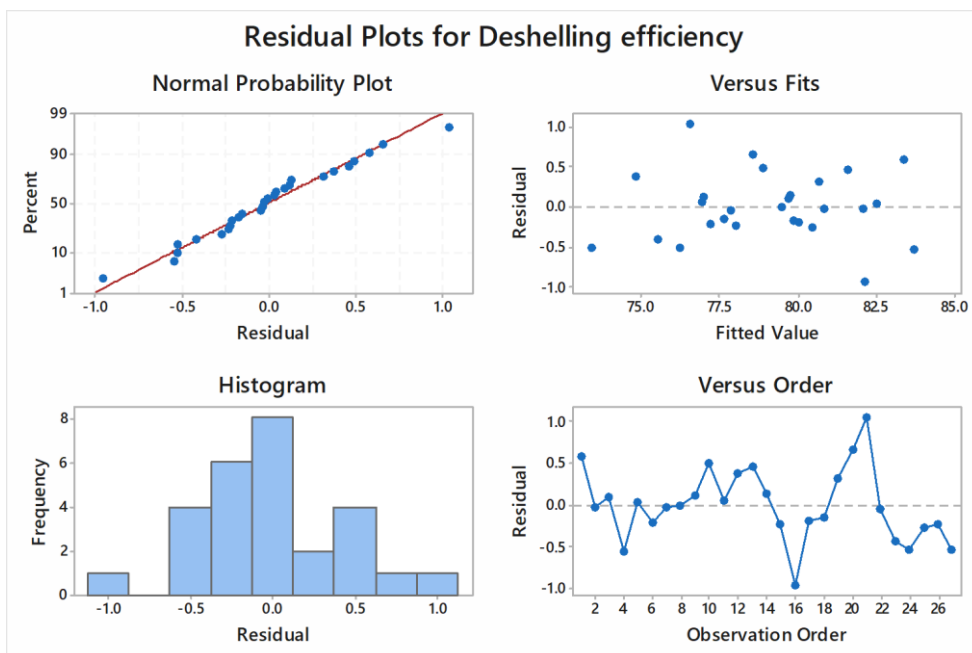 Residual Plots for Deshelling efficiency
Normal Probability Plot
Percent
99
90
50
10
1
-1.0 -0.5 0.0 0.5 1.0
Residual
Versus Fits
Residual
1.0
0.5
0.0
-0.5
-1.0
75.0 77.5 80.0 82.5 85.0
Fitted Value
Histogram
Frequency
8
6
4
2
0
-1.0 -0.5 0.0 0.5 1.0
Residual
Versus Order
Residual
1.0
0.5
0.0
-0.5
-1.0
2 4 6 8 10 12 14 16 18 20 22 24 26
Observation Order